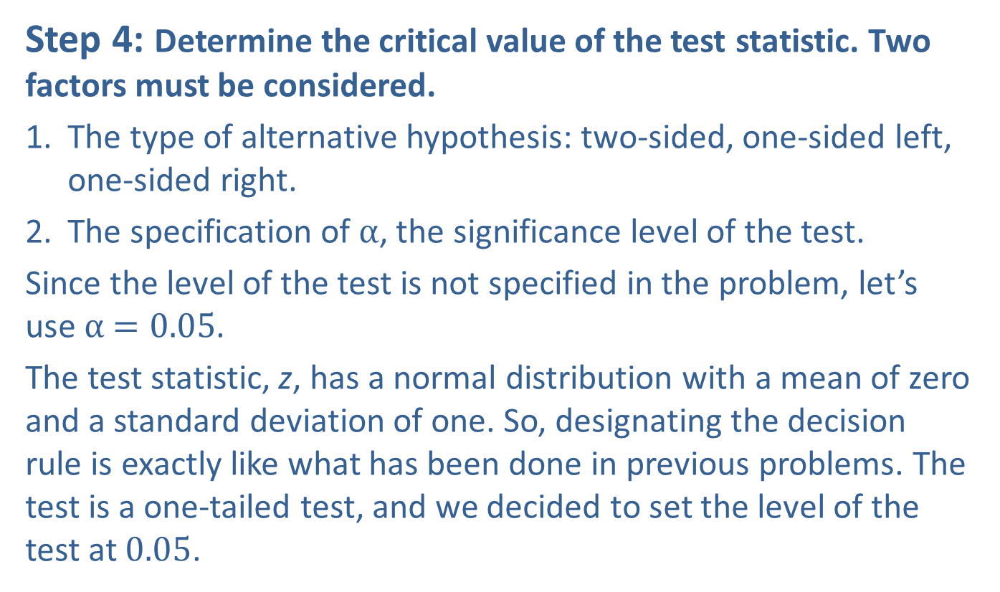 Step 4: Determine the critical value of the test statistic. Two
factors must be considered.
1. The type of alternative hypothesis: two-sided, one-sided left,
one-sided right.
2. The specification of α, the significance level of the test.
Since the level of the test is not specified in the problem, let’s
use α = 0.05.
The test statistic, z, has a normal distribution with a mean of zero
and a standard deviation of one. So, designating the decision
rule is exactly like what has been done in previous problems. The
test is a one-tailed test, and we decided to set the level of the
test at 0.05.